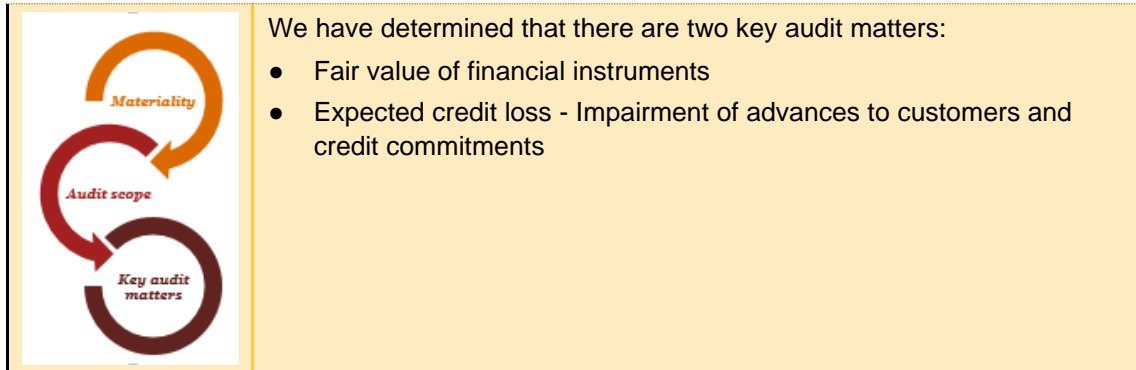 Materiality
Audit scope
Key audit
matters
We have determined that there are two key audit matters:
● Fair value of financial instruments
● Expected credit loss - Impairment of advances to customers and
credit commitments